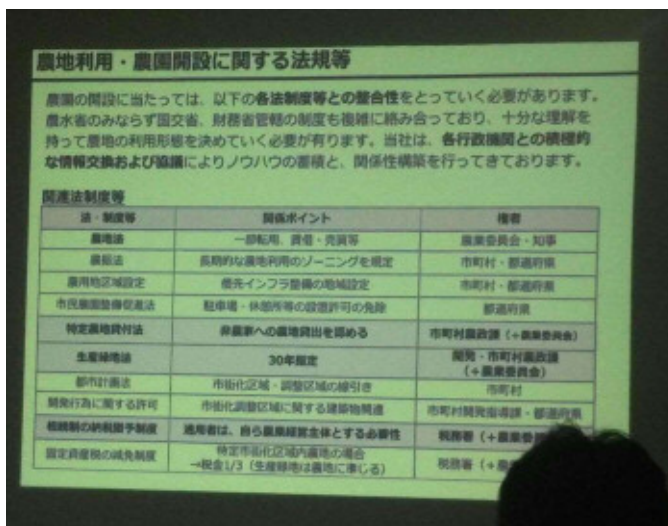 農地利用・農園開設に関する法規等
農園の開設に当たっては、以下の各法制度等との整合性をとっていく必要があります。
農水省のみならず国交省、財務省管轄の制度も複雑に絡み合っており、十分な理解を
持って農地の利用形態を決めていく必要が有ります。当社は、各行政機関との積極的
な情報交換および協議によりノウハウの蓄積と、関係性構築を行ってきております。
関連法制度等
法・制度等 関係ポイント 権者
農地法 一部転用、賃借・売買等 農業委員会・知事
農振法 長期的な農地利用のゾーニングを規定 市町村・都道府県
農用地区域設定 優先インフラ整備の地域設定 市町村・都道府県
市民農園整備促進法 駐車場・休憩所等の設置許可の免除 都道府県
特定農地貸付法 非農家への農地貸出を認める 市町村農政課（+農業委員会）
生産緑地法 30年指定 開発・市町村農政課
（+農業委員会）
都市計画法 市街化区域・調整区域の線引き 市町村
開発行為に関する許可 市街化調整区域に関する建築物関連 市町村開発指導課・都道府県
相続制の納税猶予制度 適用者は、自ら農業経営主体とする必要性 税務署（+農業委
固定資産税の減免制度 特定市街化区域内農地の場合
→税金1/3（生産緑地は農地に準じる） 税務署（+農